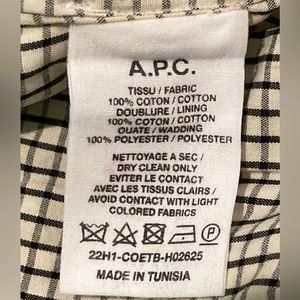 A.P.C.
TISSU / FABRIC
100% COTON / COTTON
DOUBLURE / LINING
100% COTON / COTTON
OUATE / WADDING
100% POLYESTER / POLYESTER
NETTOYAGE A SEC /
DRY CLEAN ONLY
EVITER LE CONTACT
AVEC LES TISSUS CLAIRS /
AVOID CONTACT WITH LIGHT
COLORED FABRICS
P
22H1-COETB-H02625
MADE IN TUNISIA